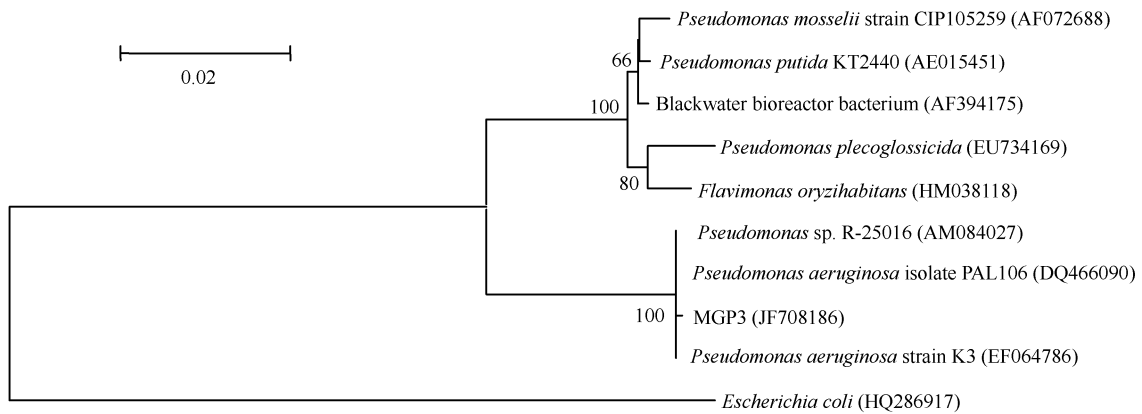 Pseudomonas mosselii strain CIP105259 (AF072688)
0.02
66
Pseudomonas putida KT2440 (AE015451)
100
Blackwater bioreactor bacterium (AF394175)
Pseudomonas plecoglossicida (EU734169)
80
Flavimonas oryzihabitans (HM038118)
Pseudomonas sp. R-25016 (AM084027)
Pseudomonas aeruginosa isolate PAL106 (DQ466090)
100
MGP3 (JF708186)
Pseudomonas aeruginosa strain K3 (EF064786)
Escherichia coli (HQ286917)